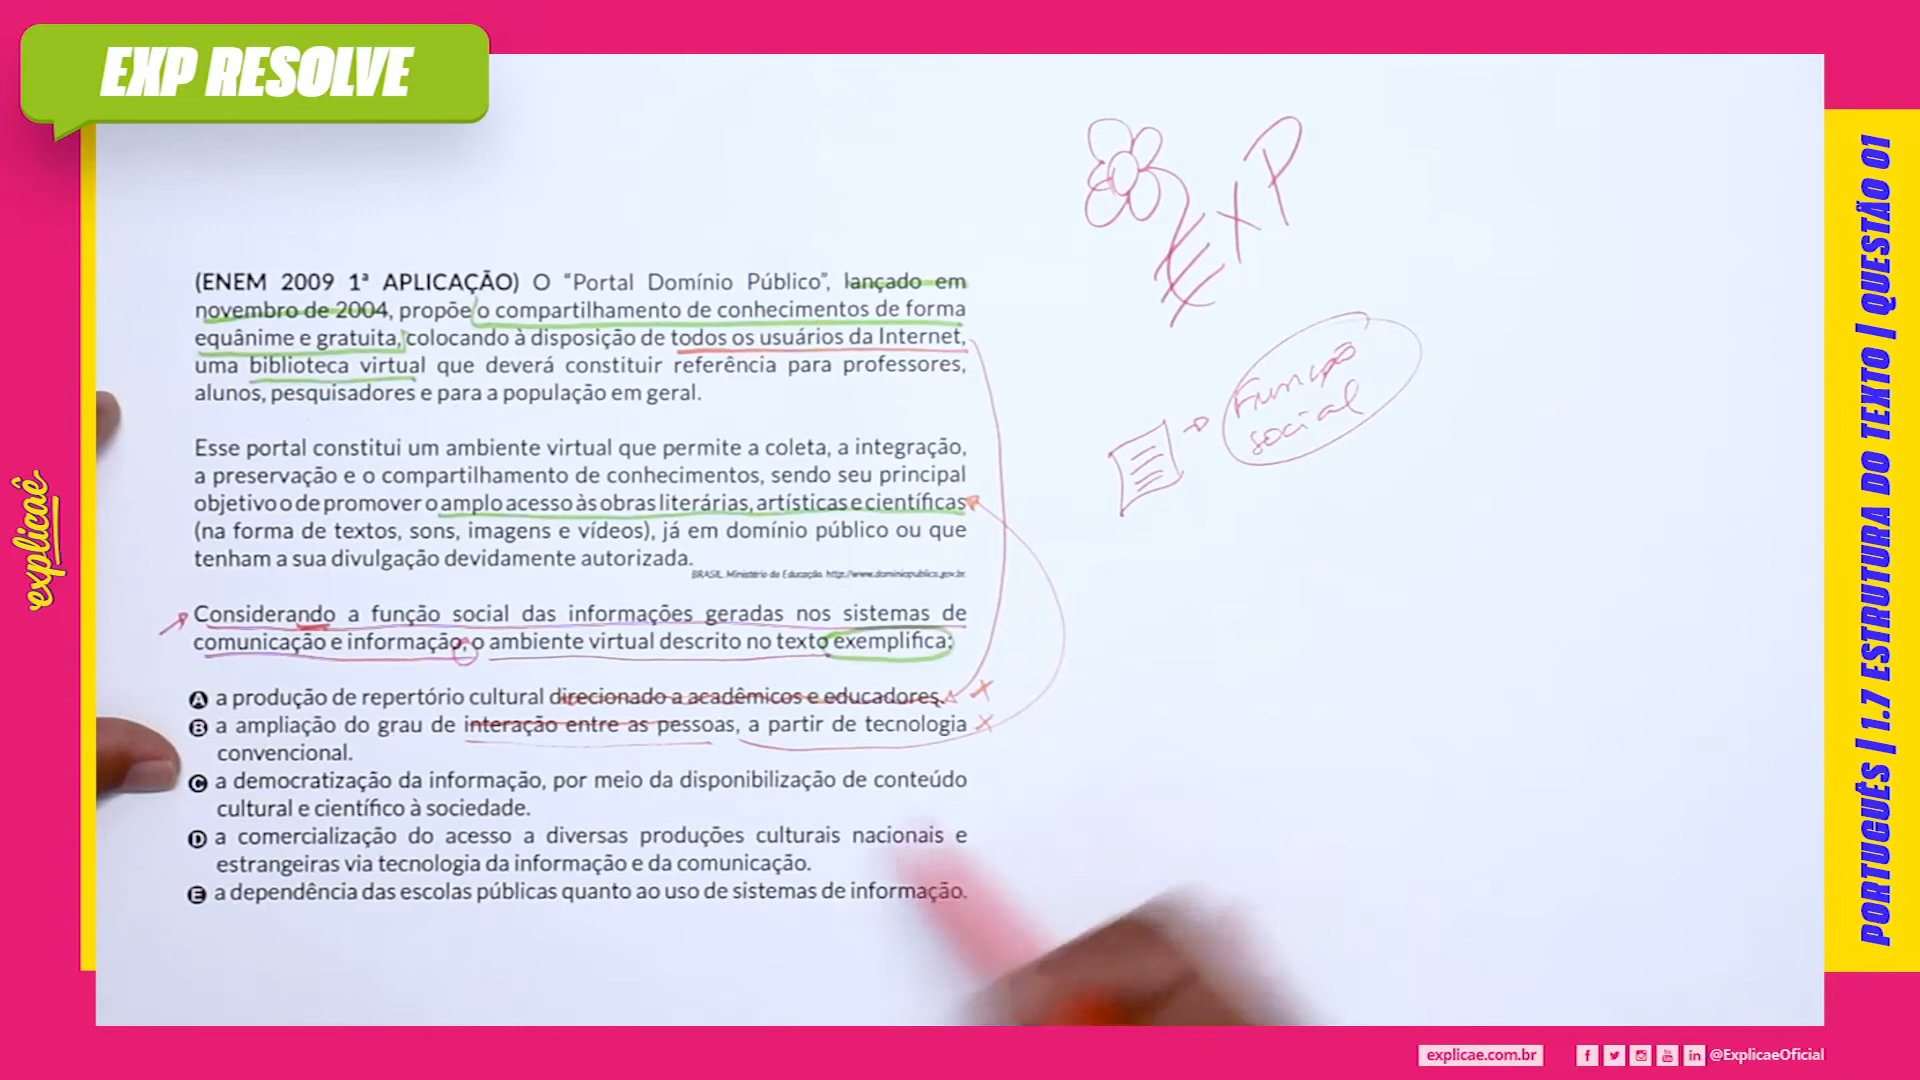 EXP RESOLVE
EXP
Função
social
(ENEM 2009 1ª APLICAÇÃO) O “Portal Domínio Público”, lançado em
novembro de 2004, propõe o compartilhamento de conhecimentos de forma
equânime e gratuita, colocando à disposição de todos os usuários da Internet,
uma biblioteca virtual que deverá constituir referência para professores,
alunos, pesquisadores e para a população em geral.
Esse portal constitui um ambiente virtual que permite a coleta, a integração,
a preservação e o compartilhamento de conhecimentos, sendo seu principal
objetivo o de promover o amplo acesso às obras literárias, artísticas e científicas
(na forma de textos, sons, imagens e vídeos), já em domínio público ou que
tenham a sua divulgação devidamente autorizada.
BRASIL. Ministério da Educação. http://www.dominiopublico.gov.br.
Considerando a função social das informações geradas nos sistemas de
comunicação e informação, o ambiente virtual descrito no texto exemplifica:
A a produção de repertório cultural direcionado a acadêmicos e educadores.
B a ampliação do grau de interação entre as pessoas, a partir de tecnologia
convencional.
C a democratização da informação, por meio da disponibilização de conteúdo
cultural e científico à sociedade.
D a comercialização do acesso a diversas produções culturais nacionais e
estrangeiras via tecnologia da informação e da comunicação.
E a dependência das escolas públicas quanto ao uso de sistemas de informação.
explicaê
PORTUGUÊS | 1.7 ESTRUTURA DO TEXTO | QUESTÃO 01
explicae.com.br
@ExplicaeOficial